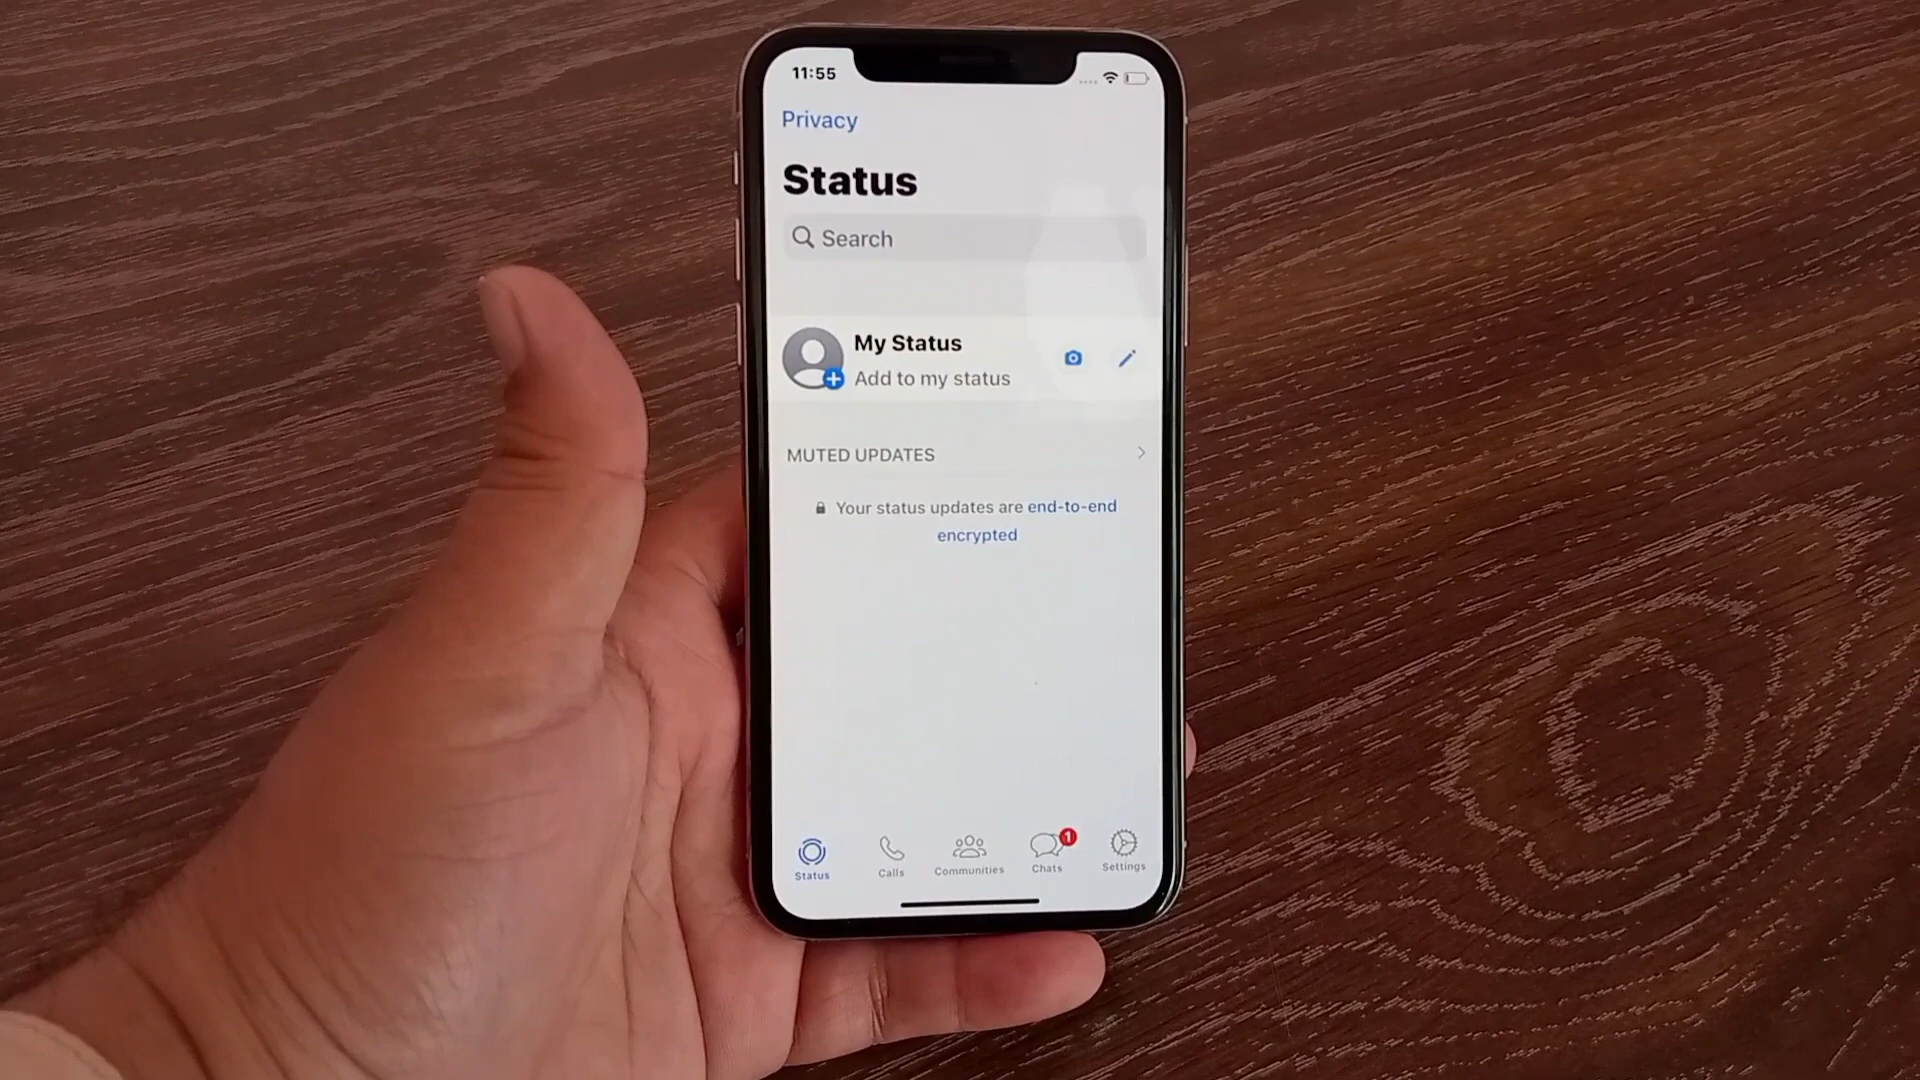 11:55
Privacy
Status
Search
My Status
Add to my status
MUTED UPDATES
Your status updates are end-to-end
encrypted
1
Status Calls Communities Chats Settings